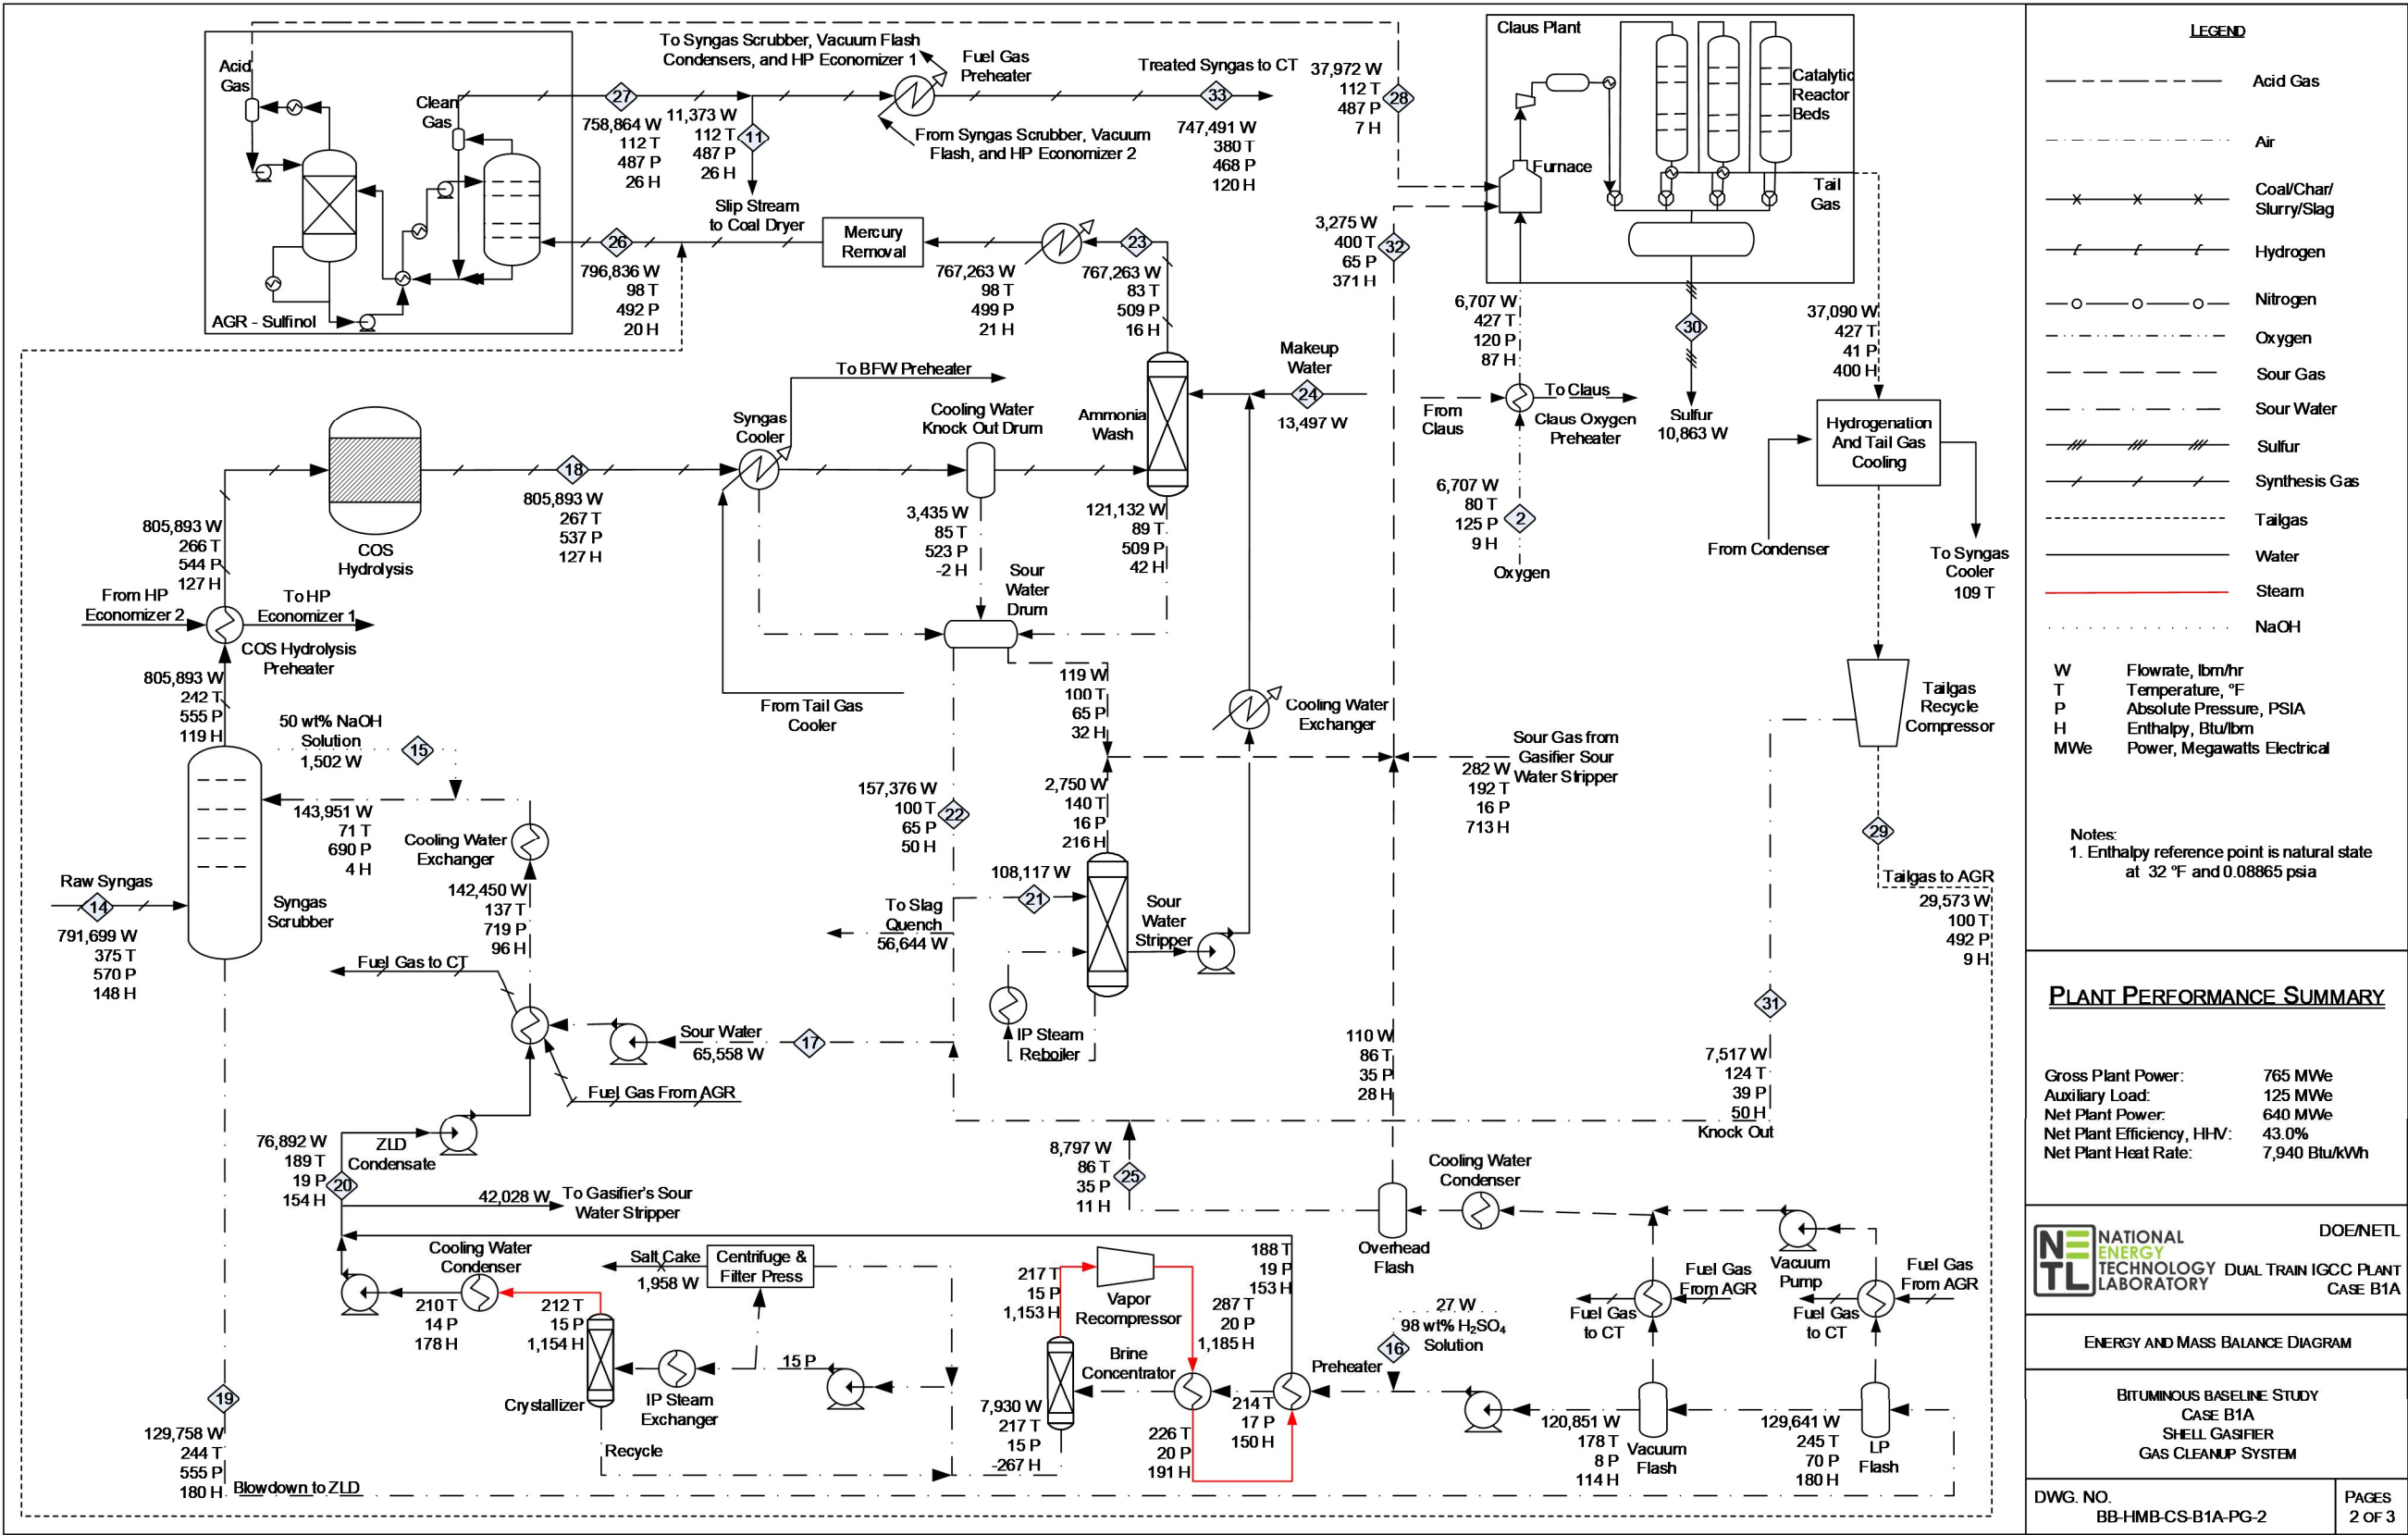 To Syngas Scrubber, Vacuum Flash
Condensers, and HP Economizer 1
Fuel Gas
Preheater
Treated Syngas to CT
Acid
Gas
Clean
Gas
AGR - Sulfinol
27
758,864 W
112 T
487 P
26 H
11,373 W
112 T
487 P
26 H
11
Slip Stream
to Coal Dryer
From Syngas Scrubber, Vacuum
Flash, and HP Economizer 2
33
747,491 W
380 T
468 P
120 H
37,972 W
112 T
487 P
7 H
28
Claus Plant
Catalytic
Reactor
Beds
Furnace
Tail
Gas
26
796,836 W
98 T
492 P
20 H
Mercury
Removal
767,263 W
98 T
499 P
21 H
23
767,263 W
83 T
509 P
16 H
3,275 W
400 T
65 P
371 H
32
6,707 W
427 T
120 P
87 H
30
Sulfur
10,863 W
37,090 W
427 T
41 P
400 H
To BFW Preheater
Makeup
Water
24
13,497 W
From
Claus
To Claus
Claus Oxygen
Preheater
6,707 W
80 T
125 P
9 H
2
Oxygen
Hydrogenation
And Tail Gas
Cooling
From Condenser
To Syngas
Cooler
109 T
COS
Hydrolysis
18
805,893 W
267 T
537 P
127 H
Syngas
Cooler
Cooling Water
Knock Out Drum
Ammonia
Wash
3,435 W
85 T
523 P
-2 H
121,132 W
89 T
509 P
42 H
Sour
Water
Drum
805,893 W
266 T
544 P
127 H
From HP
Economizer 2
To HP
Economizer 1
COS Hydrolysis
Preheater
805,893 W
242 T
555 P
119 H
50 wt% NaOH
Solution
1,502 W
15
143,951 W
71 T
690 P
4 H
Cooling Water
Exchanger
From Tail Gas
Cooler
119 W
100 T
65 P
32 H
Cooling Water
Exchanger
Sour Gas from
Gasifier Sour
Water Stripper
282 W
192 T
16 P
713 H
Tailgas
Recycle
Compressor
Raw Syngas
14
791,699 W
375 T
570 P
148 H
Syngas
Scrubber
142,450 W
137 T
719 P
96 H
157,376 W
100 T
65 P
50 H
22
2,750 W
140 T
16 P
216 H
108,117 W
21
To Slag
Quench
56,644 W
Sour
Water
Stripper
29
Tailgas to AGR
29,573 W
100 T
492 P
9 H
Fuel Gas to CT
Sour Water
65,558 W
17
IP Steam
Reboiler
Fuel Gas From AGR
110 W
86 T
35 P
28 H
31
7,517 W
124 T
39 P
50 H
Knock Out
76,892 W
189 T
19 P
154 H
20
ZLD
Condensate
42,028 W
To Gasifier's Sour
Water Stripper
8,797 W
86 T
35 P
11 H
25
Cooling Water
Condenser
Overhead
Flash
Vacuum
Pump
Fuel Gas
From AGR
Fuel Gas
From AGR
Fuel Gas
to CT
Fuel Gas
to CT
Cooling Water
Condenser
210 T
14 P
178 H
212 T
15 P
1,154 H
Salt Cake
1,958 W
Centrifuge &
Filter Press
217 T
15 P
1,153 H
Vapor
Recompressor
188 T
19 P
153 H
287 T
20 P
1,185 H
27 W
98 wt% H₂SO₄
Solution
16
Crystallizer
IP Steam
Exchanger
15 P
Brine
Concentrator
Preheater
7,930 W
217 T
15 P
-267 H
226 T
20 P
191 H
214 T
17 P
150 H
120,851 W
178 T
8 P
114 H
Vacuum
Flash
129,641 W
245 T
70 P
180 H
LP
Flash
Recycle
19
129,758 W
244 T
555 P
180 H
Blowdown to ZLD
LEGEND
Acid Gas
Air
Coal/Char/
Slurry/Slag
Hydrogen
Nitrogen
Oxygen
Sour Gas
Sour Water
Sulfur
Synthesis Gas
Tailgas
Water
Steam
NaOH
W Flowrate, lbm/hr
T Temperature, °F
P Absolute Pressure, PSIA
H Enthalpy, Btu/lbm
MWe Power, Megawatts Electrical
Notes:
1. Enthalpy reference point is natural state
at 32 °F and 0.08865 psia
PLANT PERFORMANCE SUMMARY
Gross Plant Power: 765 MWe
Auxiliary Load: 125 MWe
Net Plant Power: 640 MWe
Net Plant Efficiency, HHV: 43.0%
Net Plant Heat Rate: 7,940 Btu/kWh
NETL
NATIONAL
ENERGY
TECHNOLOGY
LABORATORY
DOE/NETL
DUAL TRAIN IGCC PLANT
CASE B1A
ENERGY AND MASS BALANCE DIAGRAM
BITUMINOUS BASELINE STUDY
CASE B1A
SHELL GASIFIER
GAS CLEANUP SYSTEM
DWG. NO.
BB-HMB-CS-B1A-PG-2
PAGES
2 OF 3